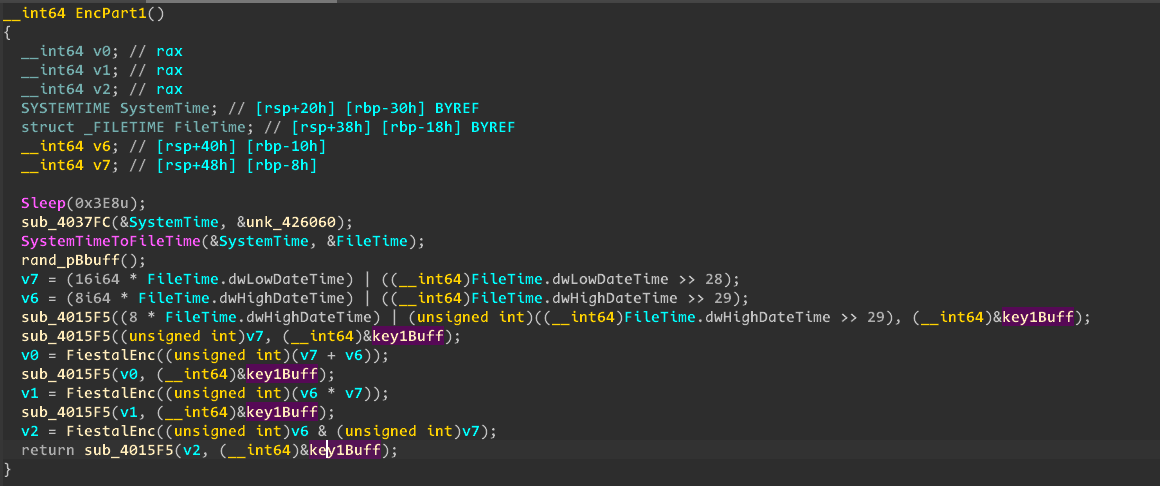 __int64 EncPart1()
{
  __int64 v0; // rax
  __int64 v1; // rax
  __int64 v2; // rax
  SYSTEMTIME SystemTime; // [rsp+20h] [rbp-30h] BYREF
  struct _FILETIME FileTime; // [rsp+38h] [rbp-18h] BYREF
  __int64 v6; // [rsp+40h] [rbp-10h]
  __int64 v7; // [rsp+48h] [rbp-8h]

  Sleep(0x3E8u);
  sub_4037FC(&SystemTime, &unk_426060);
  SystemTimeToFileTime(&SystemTime, &FileTime);
  rand_pBbuff();
  v7 = (16i64 * FileTime.dwLowDateTime) | ((__int64)FileTime.dwLowDateTime >> 28);
  v6 = (8i64 * FileTime.dwHighDateTime) | ((__int64)FileTime.dwHighDateTime >> 29);
  sub_4015F5((8 * FileTime.dwHighDateTime) | (unsigned int)((__int64)FileTime.dwHighDateTime >> 29), (__int64)&key1Buff);
  sub_4015F5((unsigned int)v7, (__int64)&key1Buff);
  v0 = FiestalEnc((unsigned int)(v7 + v6));
  sub_4015F5(v0, (__int64)&key1Buff);
  v1 = FiestalEnc((unsigned int)(v6 * v7));
  sub_4015F5(v1, (__int64)&key1Buff);
  v2 = FiestalEnc((unsigned int)v6 & (unsigned int)v7);
  return sub_4015F5(v2, (__int64)&key1Buff);
}